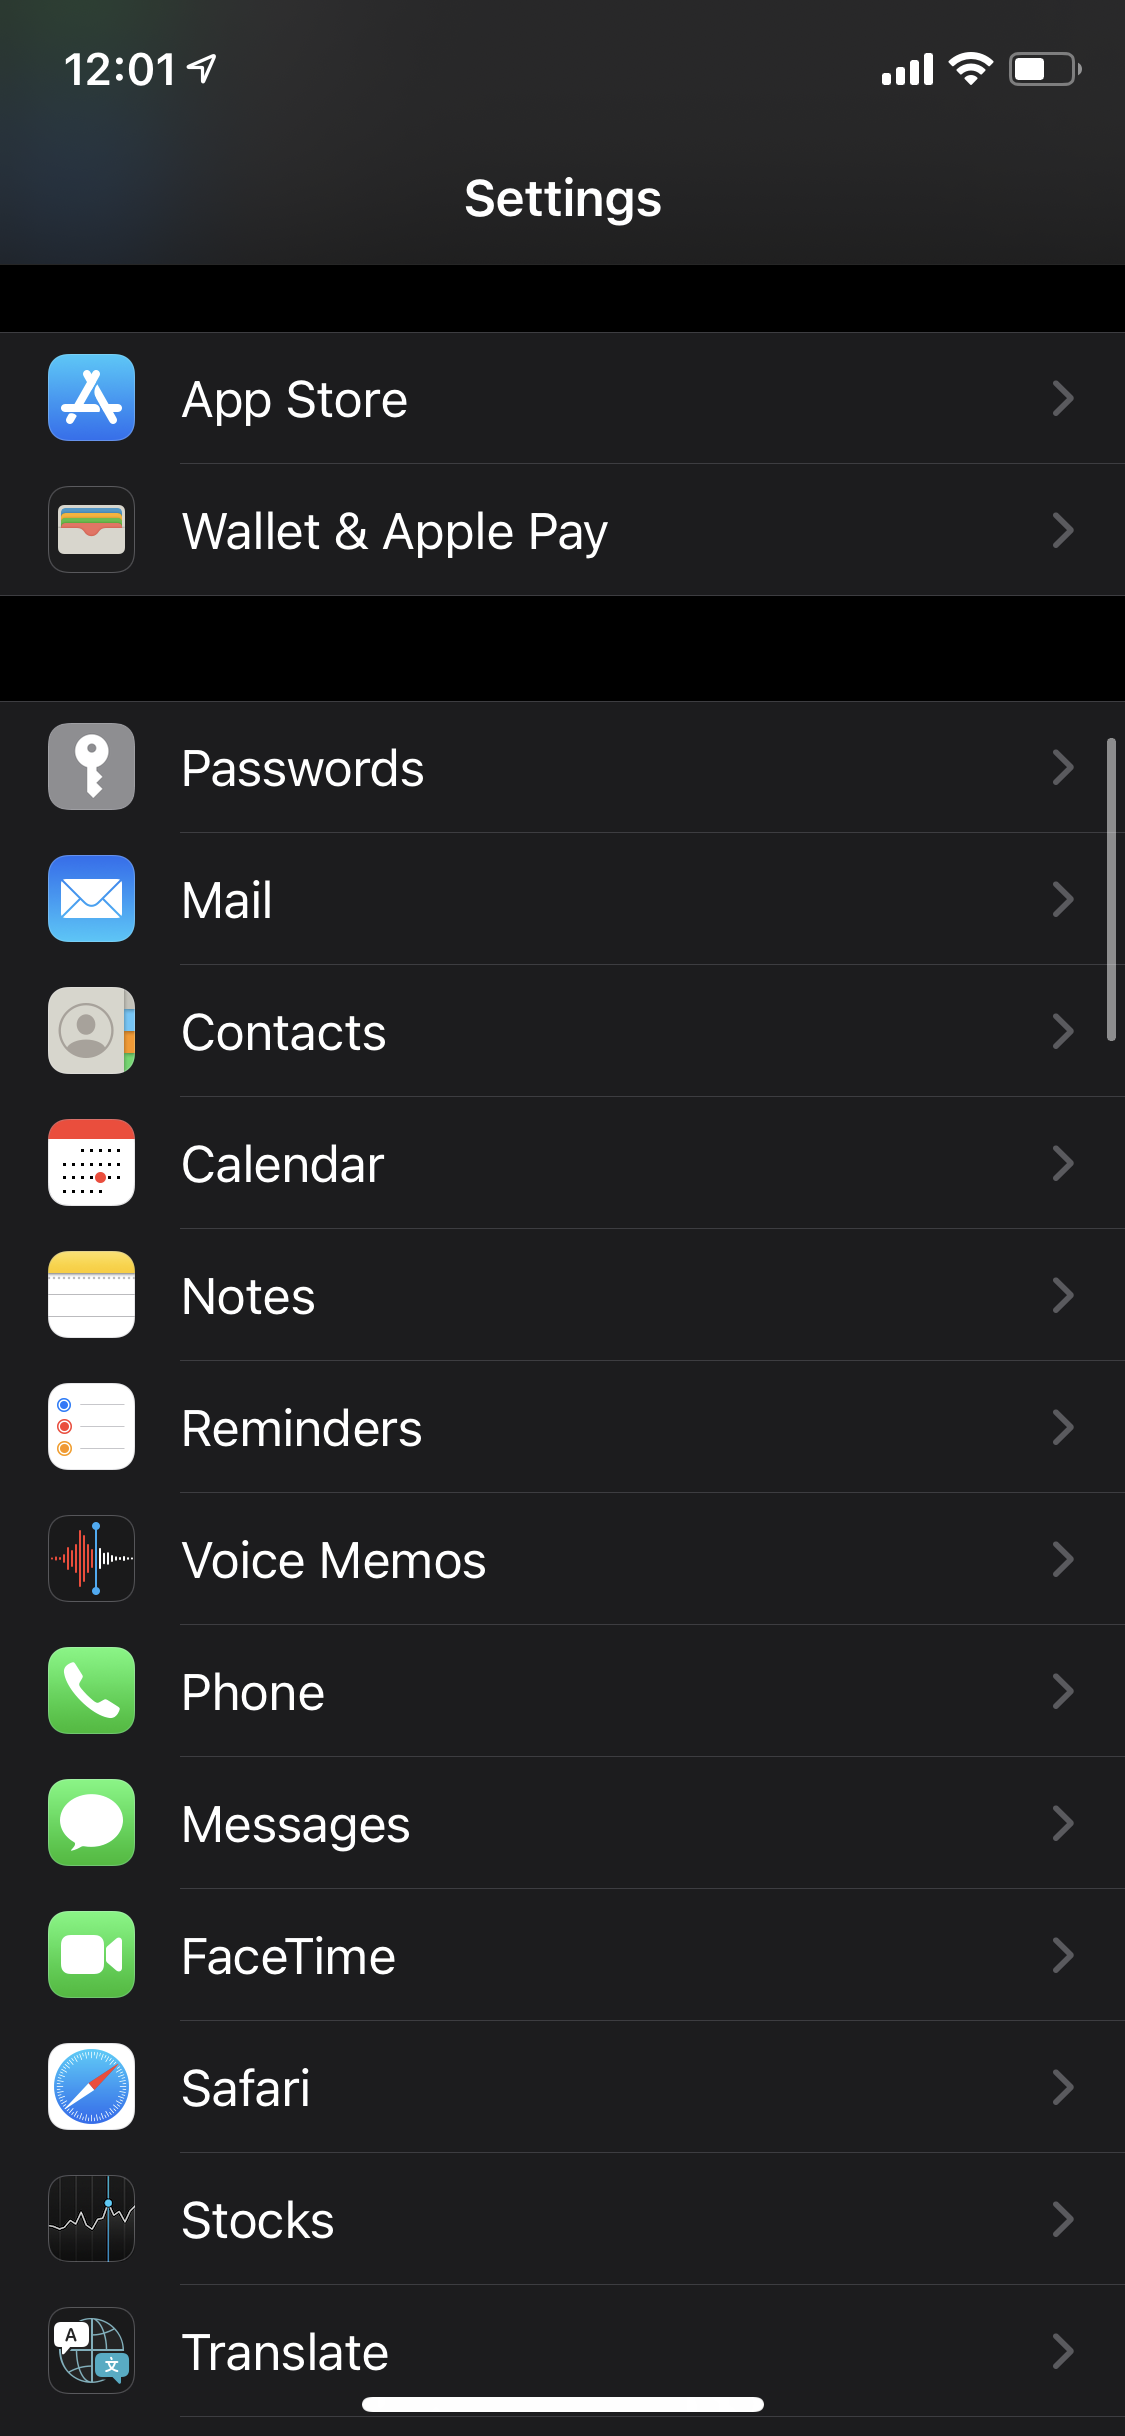 12:01
Settings
App Store
Wallet & Apple Pay
Passwords
Mail
Contacts
Calendar
Notes
Reminders
Voice Memos
Phone
Messages
FaceTime
Safari
Stocks
A
文
Translate